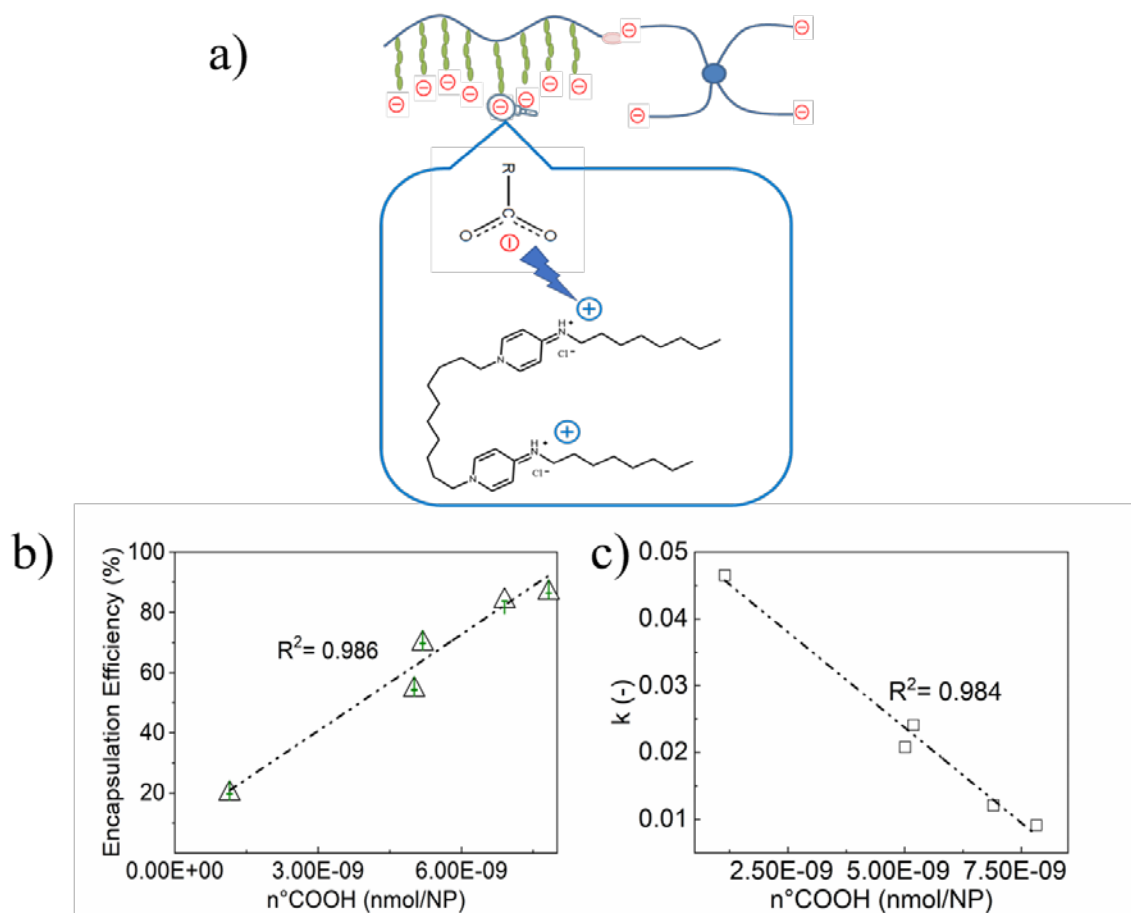 a)
R
C
O
O
H
N
+
Cl-
N
H
N
+
Cl-
N
b)
Encapsulation Efficiency (%)
100
80
60
40
20
R2= 0.986
0.00E+00 3.00E-09 6.00E-09
n°COOH (nmol/NP)
c)
k (-)
0.05
0.04
0.03
0.02
0.01
R2= 0.984
2.50E-09 5.00E-09 7.50E-09
n°COOH (nmol/NP)